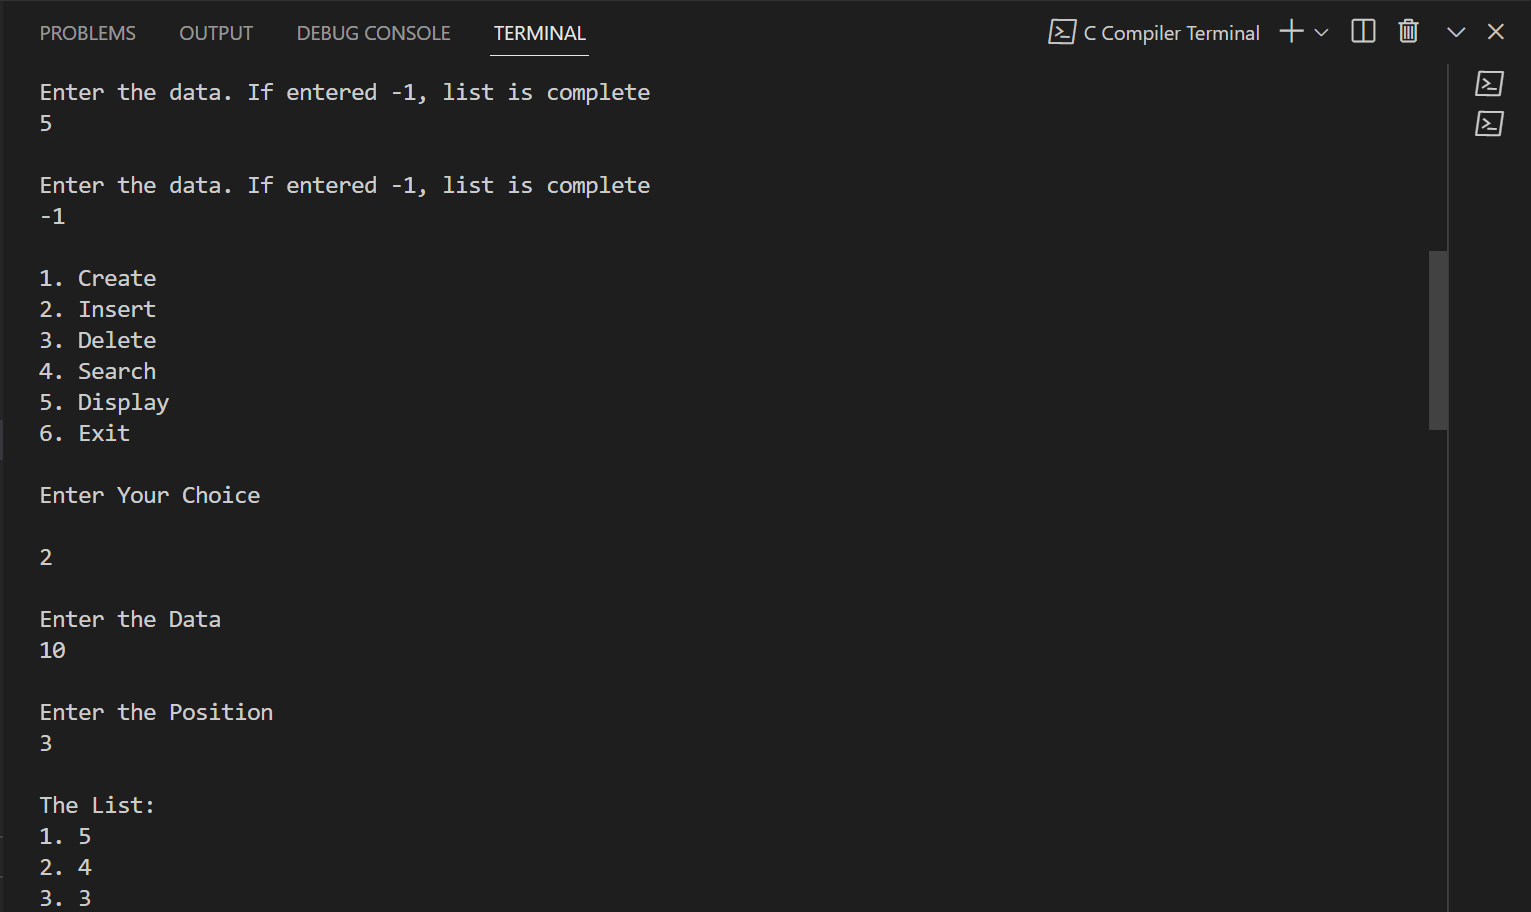 PROBLEMS OUTPUT DEBUG CONSOLE TERMINAL C Compiler Terminal
Enter the data. If entered -1, list is complete
5
Enter the data. If entered -1, list is complete
-1
1. Create
2. Insert
3. Delete
4. Search
5. Display
6. Exit
Enter Your Choice
2
Enter the Data
10
Enter the Position
3
The List:
1. 5
2. 4
3. 3